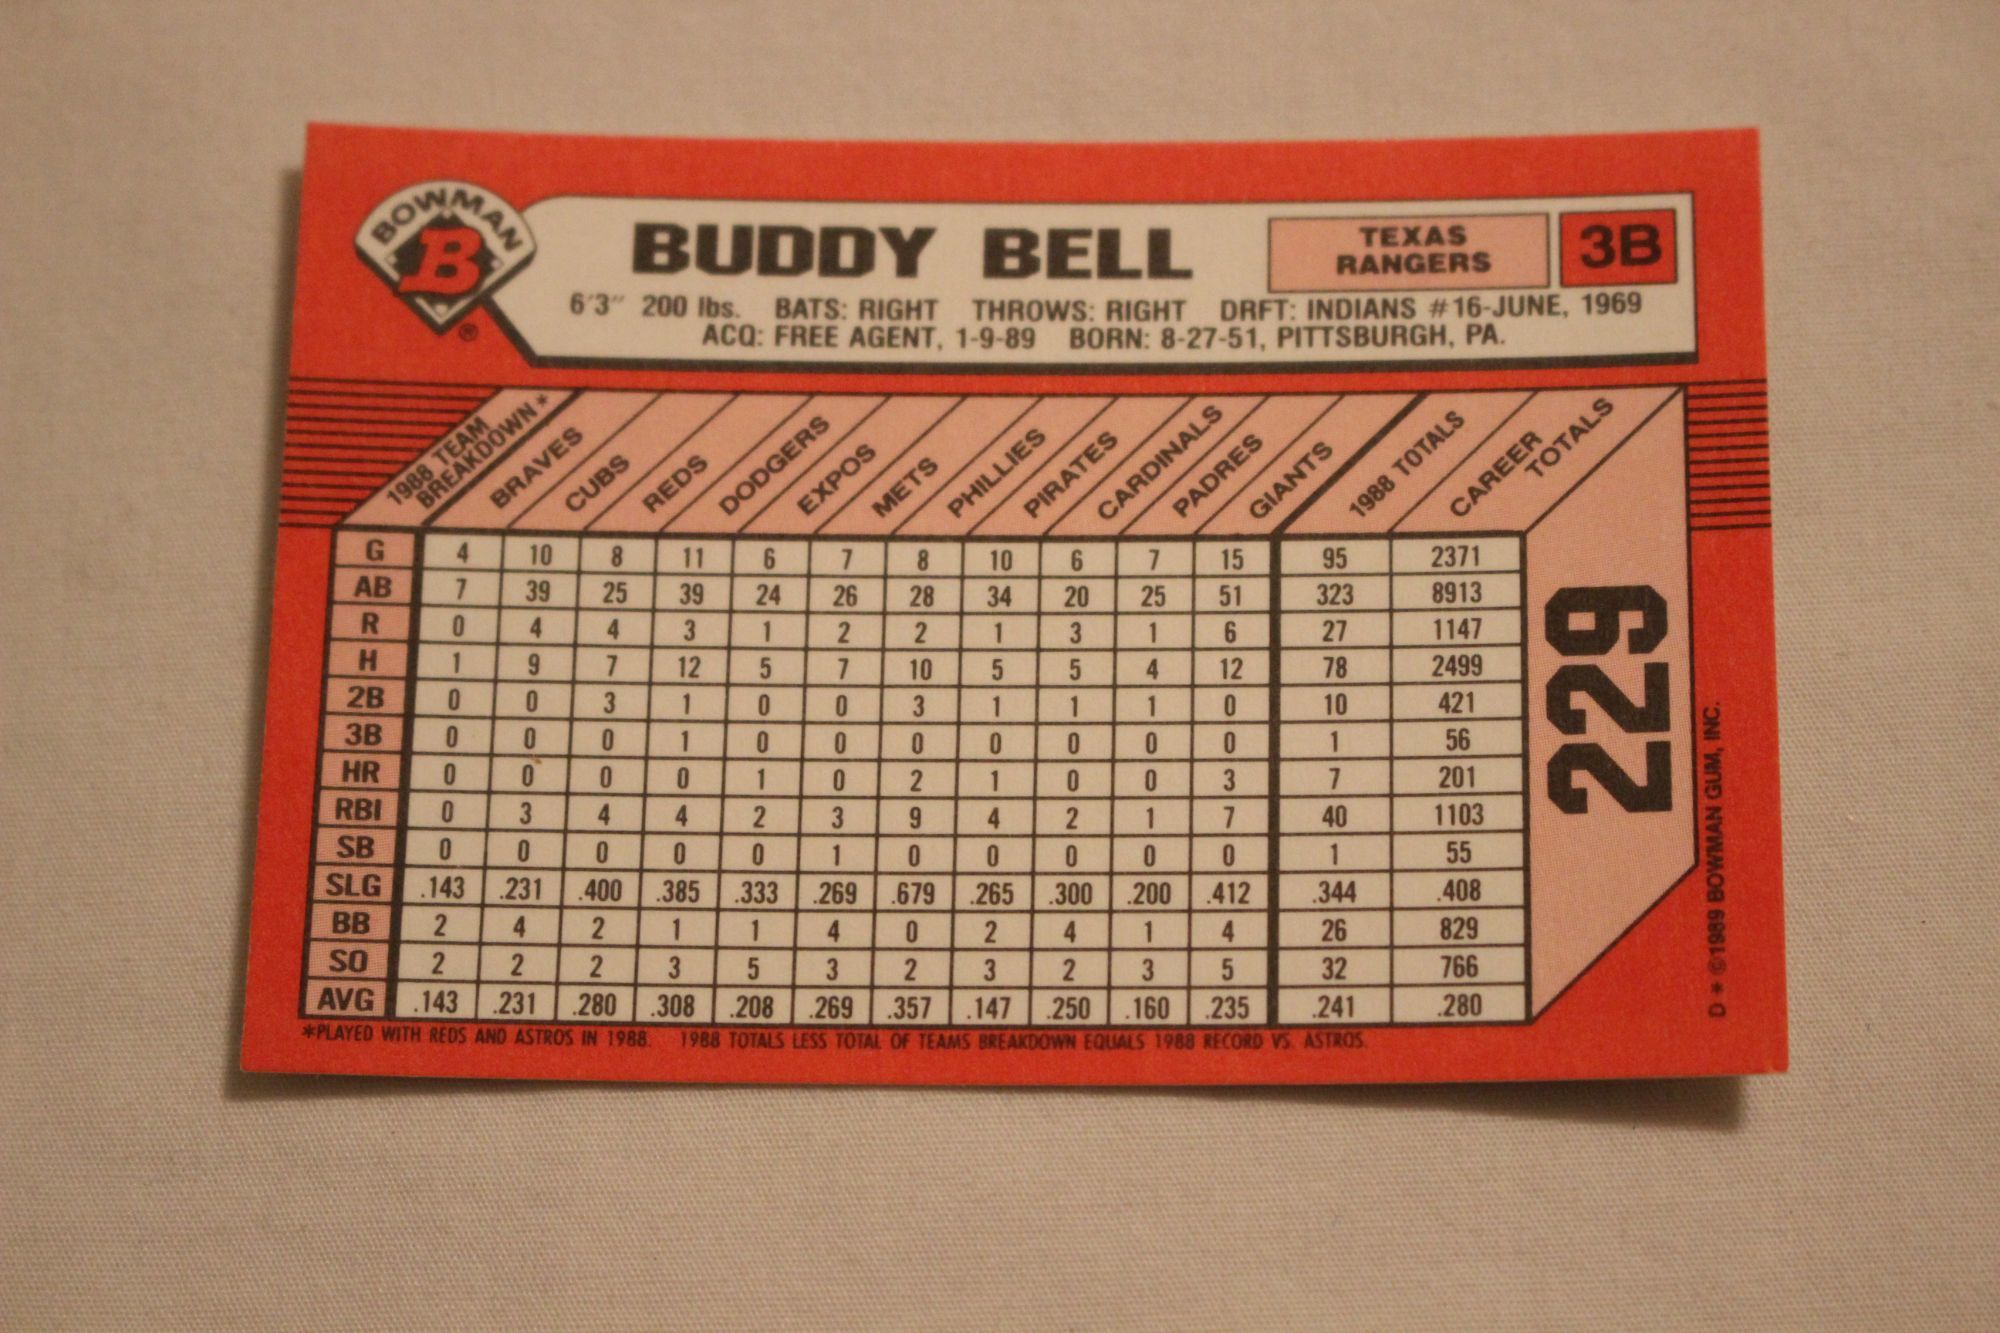 BOWMAN
B
®
BUDDY BELL
TEXAS
RANGERS
3B
6'3" 200 lbs. BATS: RIGHT THROWS: RIGHT DRFT: INDIANS #16-JUNE, 1969
ACQ: FREE AGENT, 1-9-89 BORN: 8-27-51, PITTSBURGH, PA.
1988 TEAM BREAKDOWN* BRAVES CUBS REDS DODGERS EXPOS METS PHILLIES PIRATES CARDINALS PADRES GIANTS 1988 TOTALS CAREER TOTALS
G 4 10 8 11 6 7 8 10 6 7 15 95 2371
AB 7 39 25 39 24 26 28 34 20 25 51 323 8913
R 0 4 4 3 1 2 2 1 3 1 6 27 1147
H 1 9 7 12 5 7 10 5 5 4 12 78 2499
2B 0 0 3 1 0 0 3 1 1 1 0 10 421
3B 0 0 0 1 0 0 0 0 0 0 0 1 56
HR 0 0 0 0 1 0 2 1 0 0 3 7 201
RBI 0 3 4 4 2 3 9 4 2 1 7 40 1103
SB 0 0 0 0 0 1 0 0 0 0 0 1 55
SLG .143 .231 .400 .385 .333 .269 .679 .265 .300 .200 .412 .344 .408
BB 2 4 2 1 1 4 0 2 4 1 4 26 829
SO 2 2 2 3 5 3 2 3 2 3 5 32 766
AVG .143 .231 .280 .308 .208 .269 .357 .147 .250 .160 .235 .241 .280
*PLAYED WITH REDS AND ASTROS IN 1988. 1988 TOTALS LESS TOTAL OF TEAMS BREAKDOWN EQUALS 1988 RECORD VS. ASTROS.
229
D * ©1989 BOWMAN GUM, INC.